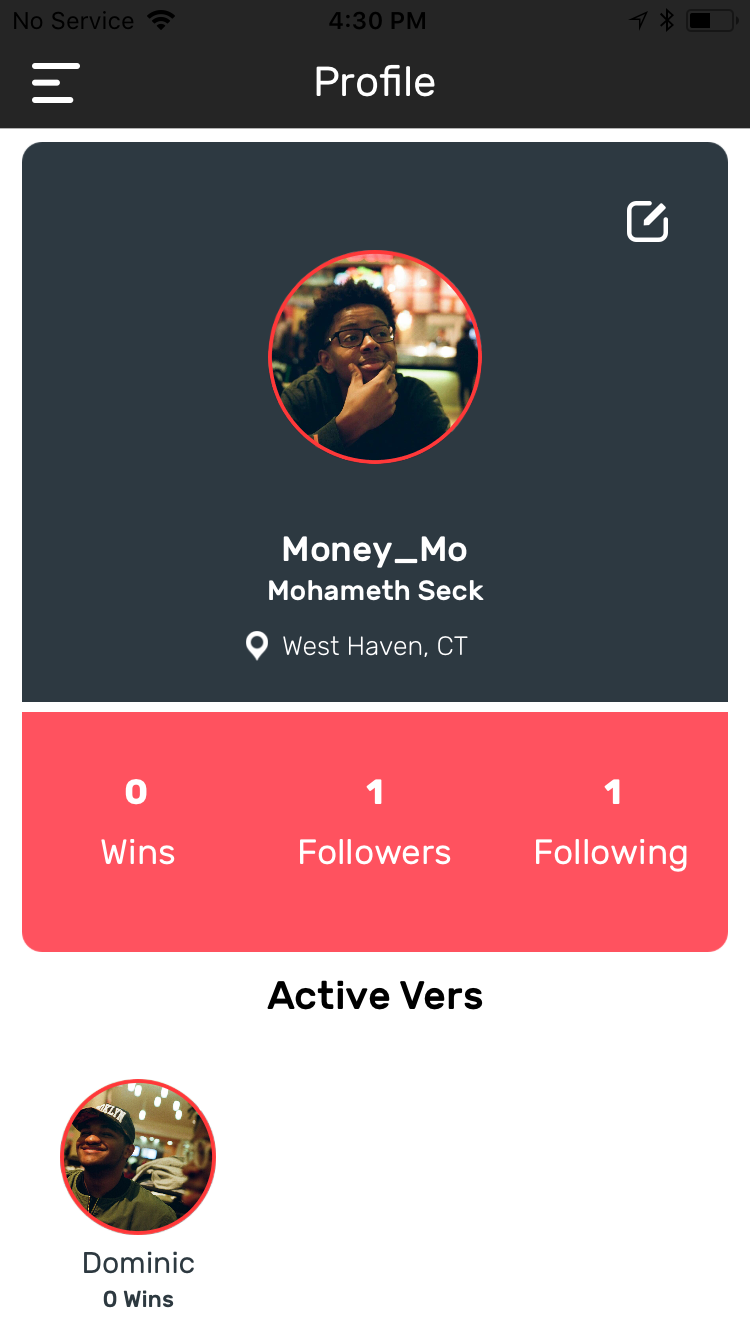 No Service 4:30 PM
Profile
Money_Mo
Mohameth Seck
West Haven, CT
0 1 1
Wins Followers Following
Active Vers
Dominic
0 Wins